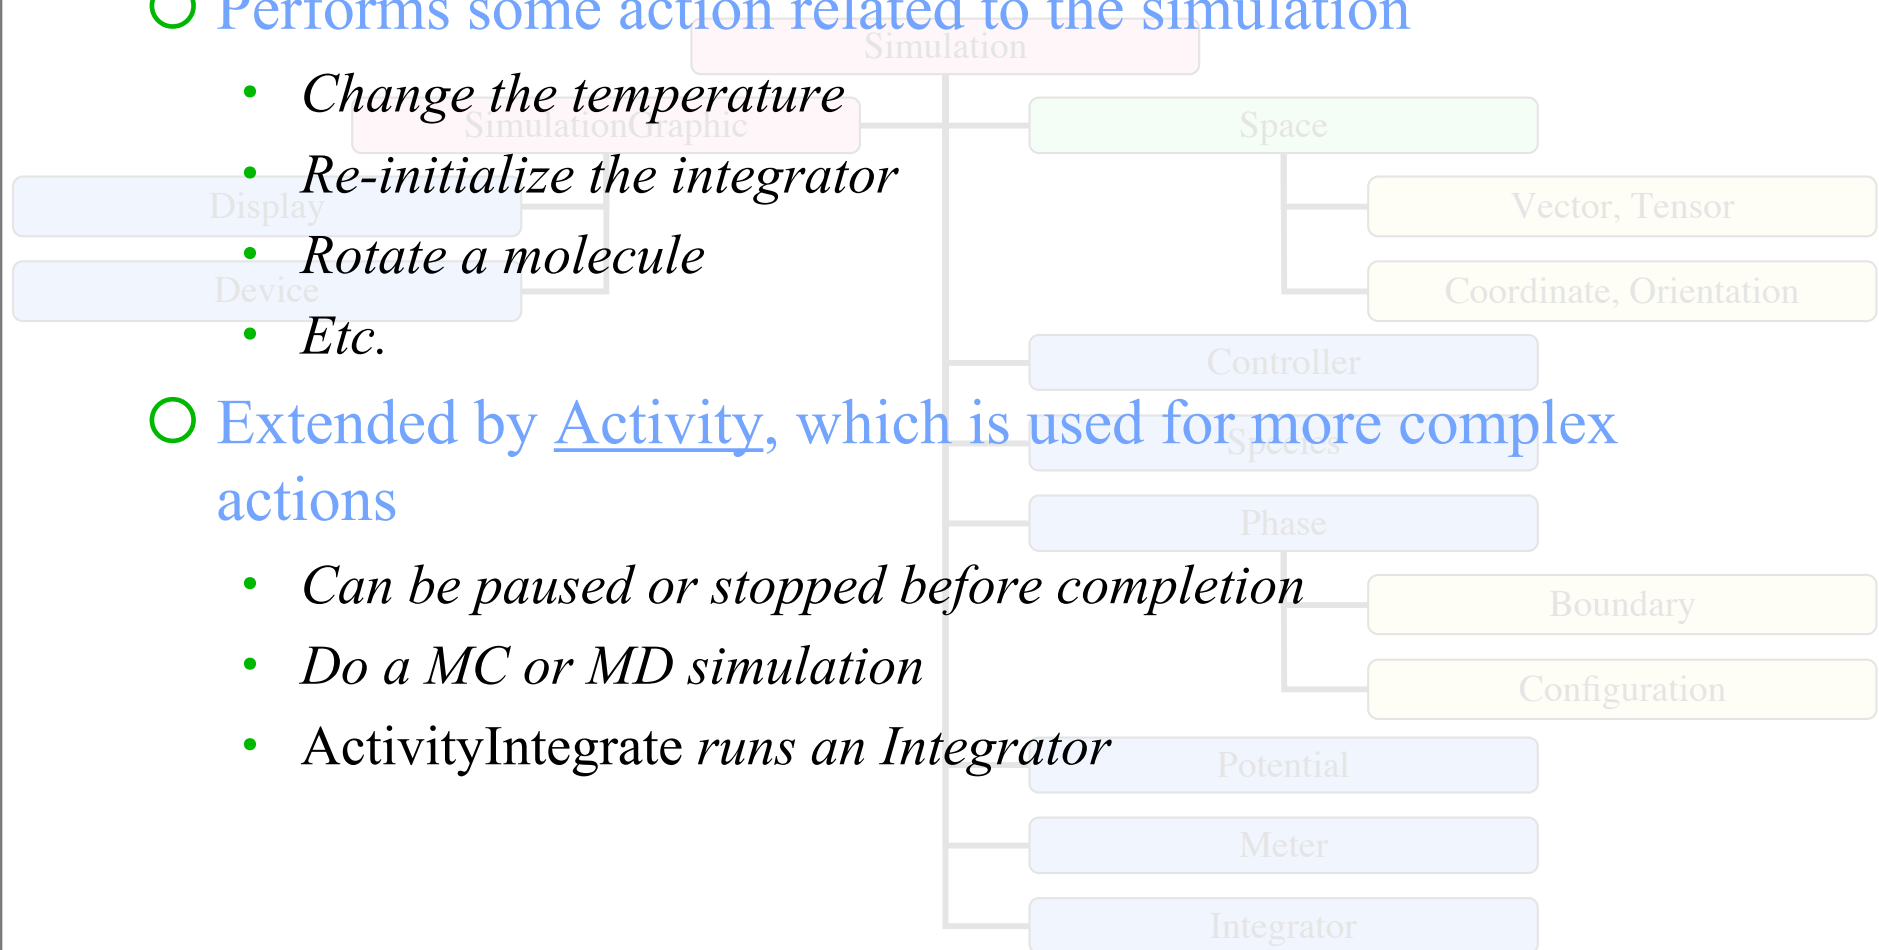 Performs some action related to the simulation
Simulation
• Change the temperature
SimulationGraphic
Space
• Re-initialize the integrator
Display
Vector, Tensor
• Rotate a molecule
Device
Coordinate, Orientation
• Etc.
Controller
Extended by Activity, which is used for more complex
Species
actions
Phase
• Can be paused or stopped before completion
Boundary
• Do a MC or MD simulation
Configuration
• ActivityIntegrate runs an Integrator
Potential
Meter
Integrator